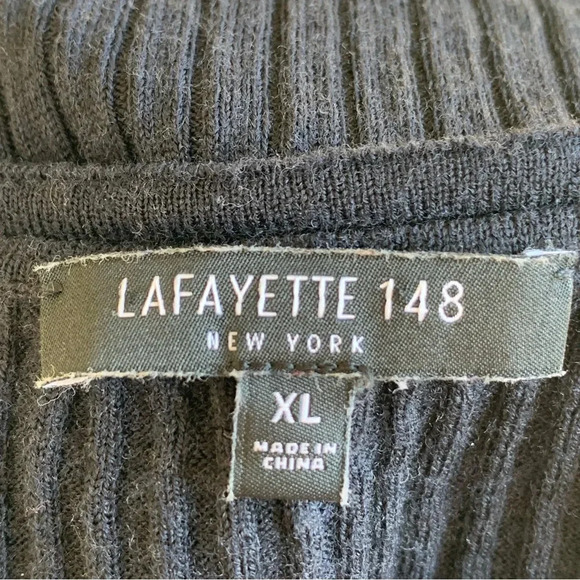 LAFAYETTE 148
NEW YORK
XL
MADE IN
CHINA